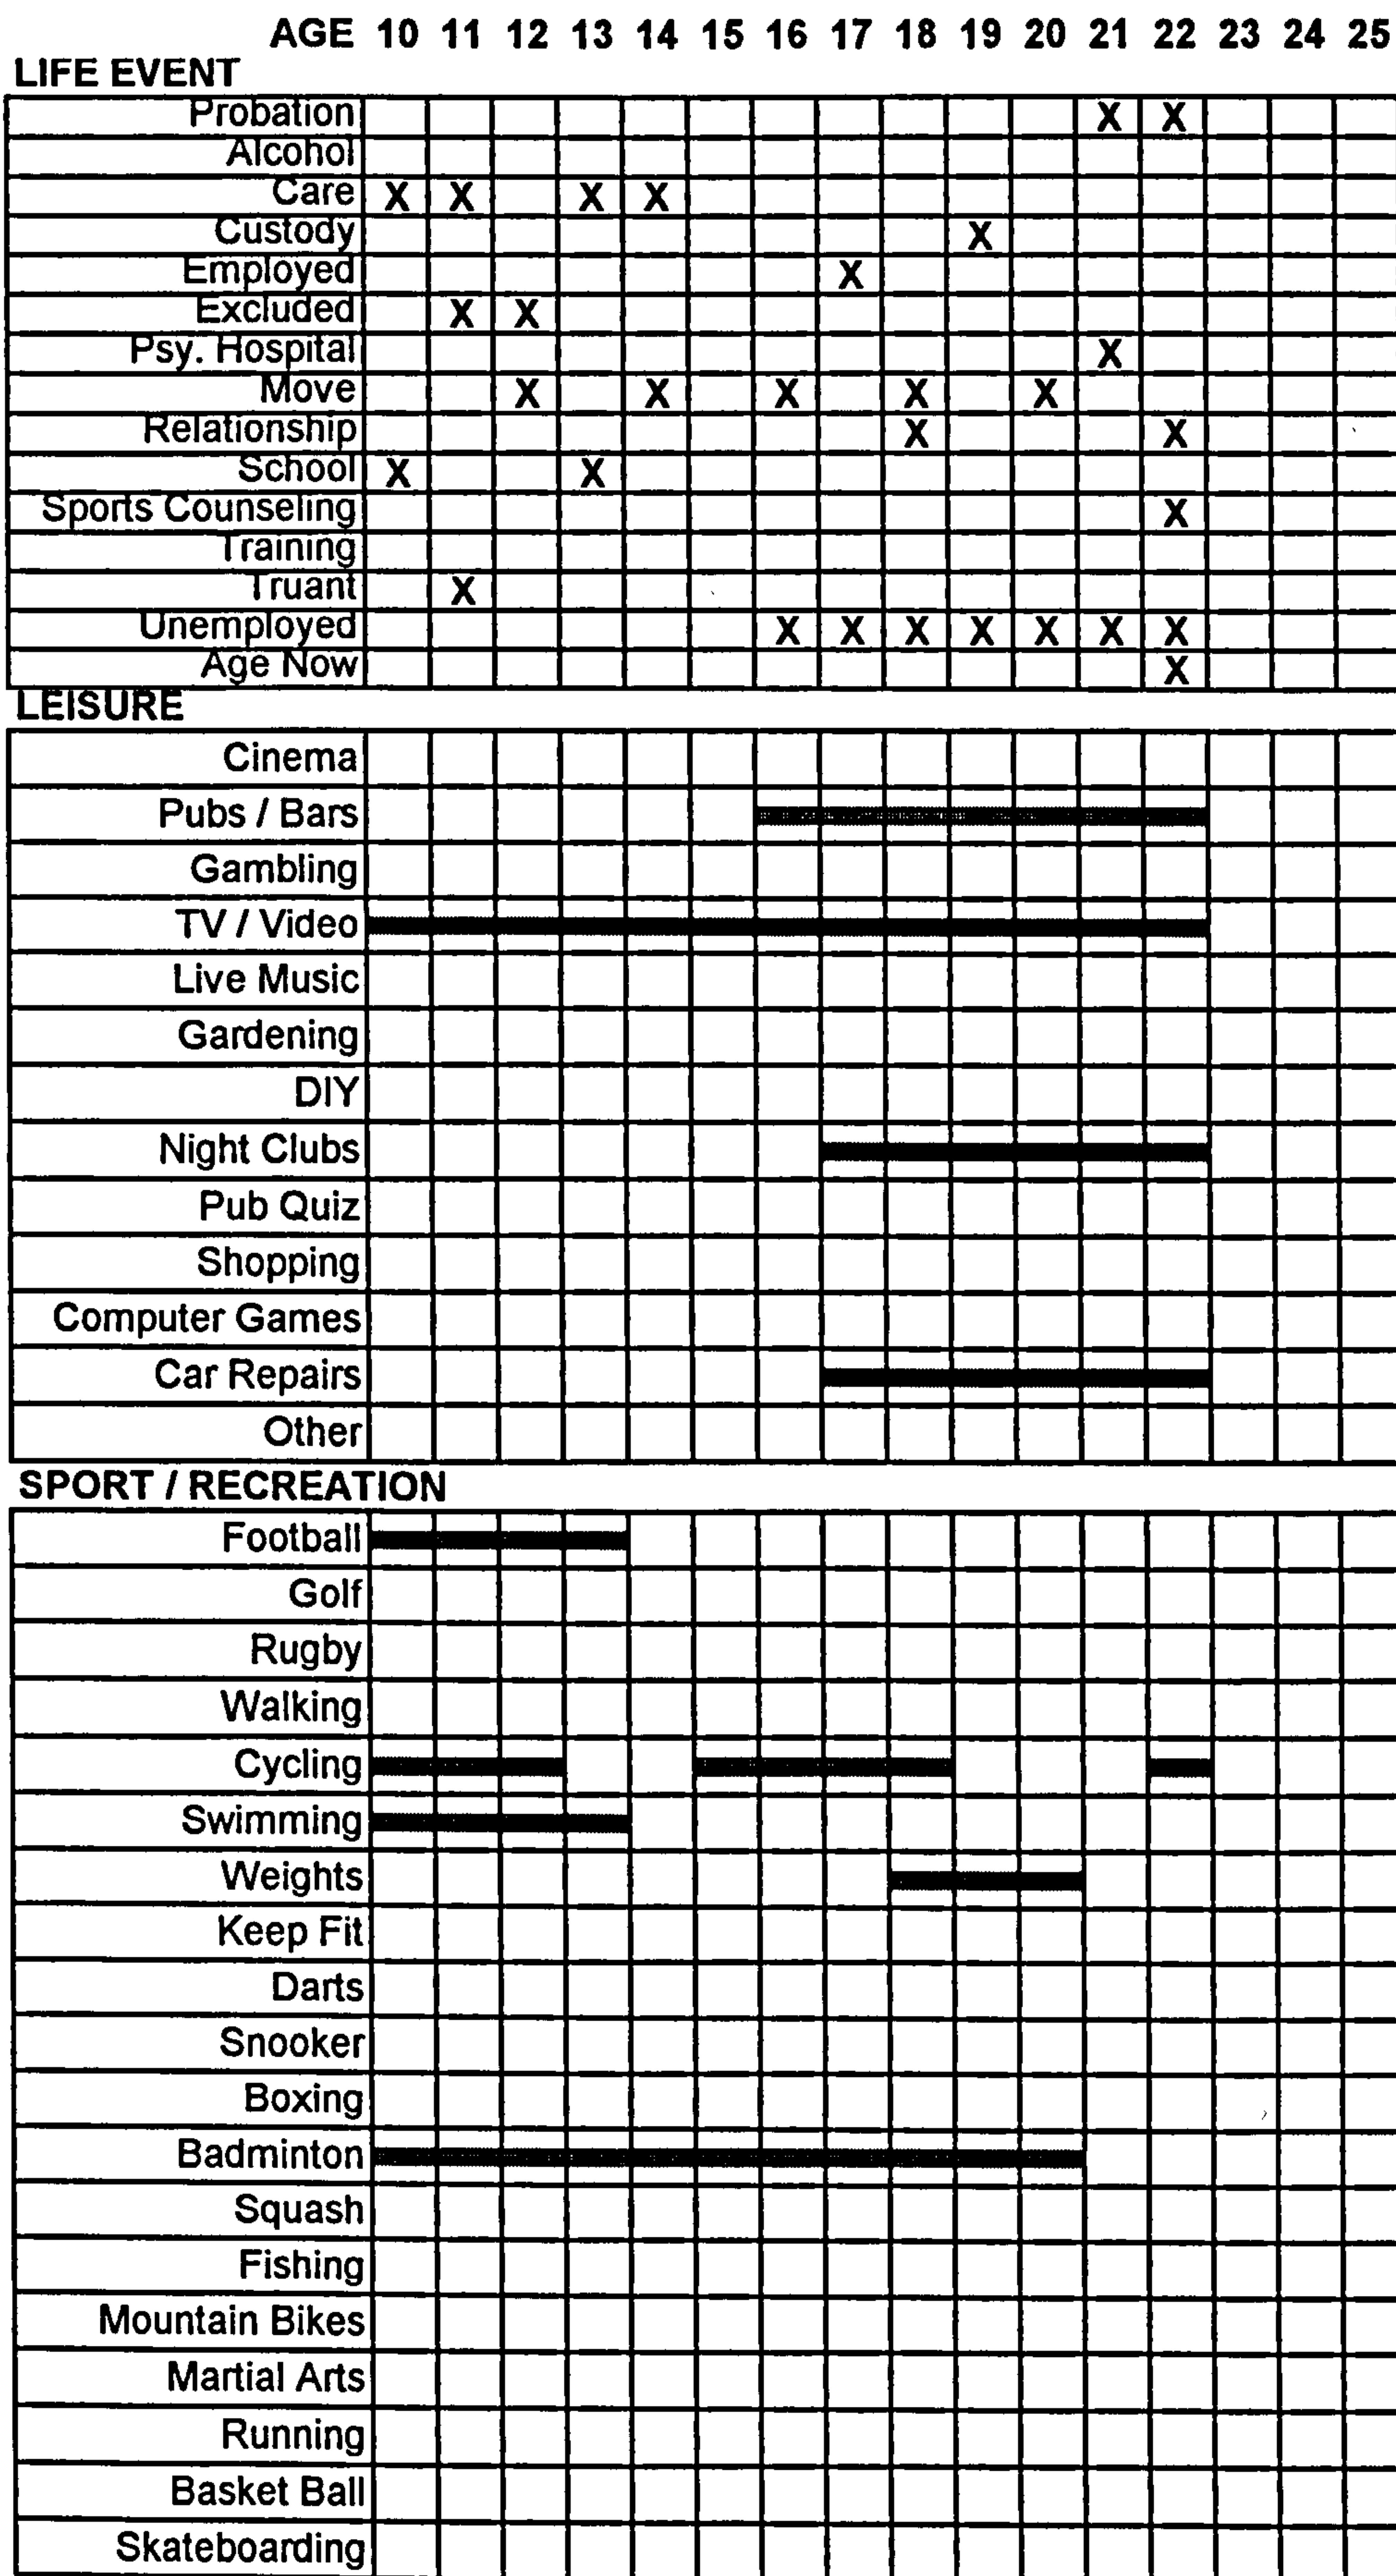 AGE 10 11 12 13 14 15 16 17 18 19 20 21 22 23 24 25
LIFE EVENT
Probation X X
Alcohol
Care X X X X
Custody X
Employed X
Excluded X X
Psy. Hospital X
Move X X X X X
Relationship X X
School X X
Sports Counseling X
Training
Truant X
Unemployed X X X X X X X
Age Now X
LEISURE
Cinema
Pubs / Bars
Gambling
TV / Video
Live Music
Gardening
DIY
Night Clubs
Pub Quiz
Shopping
Computer Games
Car Repairs
Other
SPORT / RECREATION
Football
Golf
Rugby
Walking
Cycling
Swimming
Weights
Keep Fit
Darts
Snooker
Boxing
Badminton
Squash
Fishing
Mountain Bikes
Martial Arts
Running
Basket Ball
Skateboarding